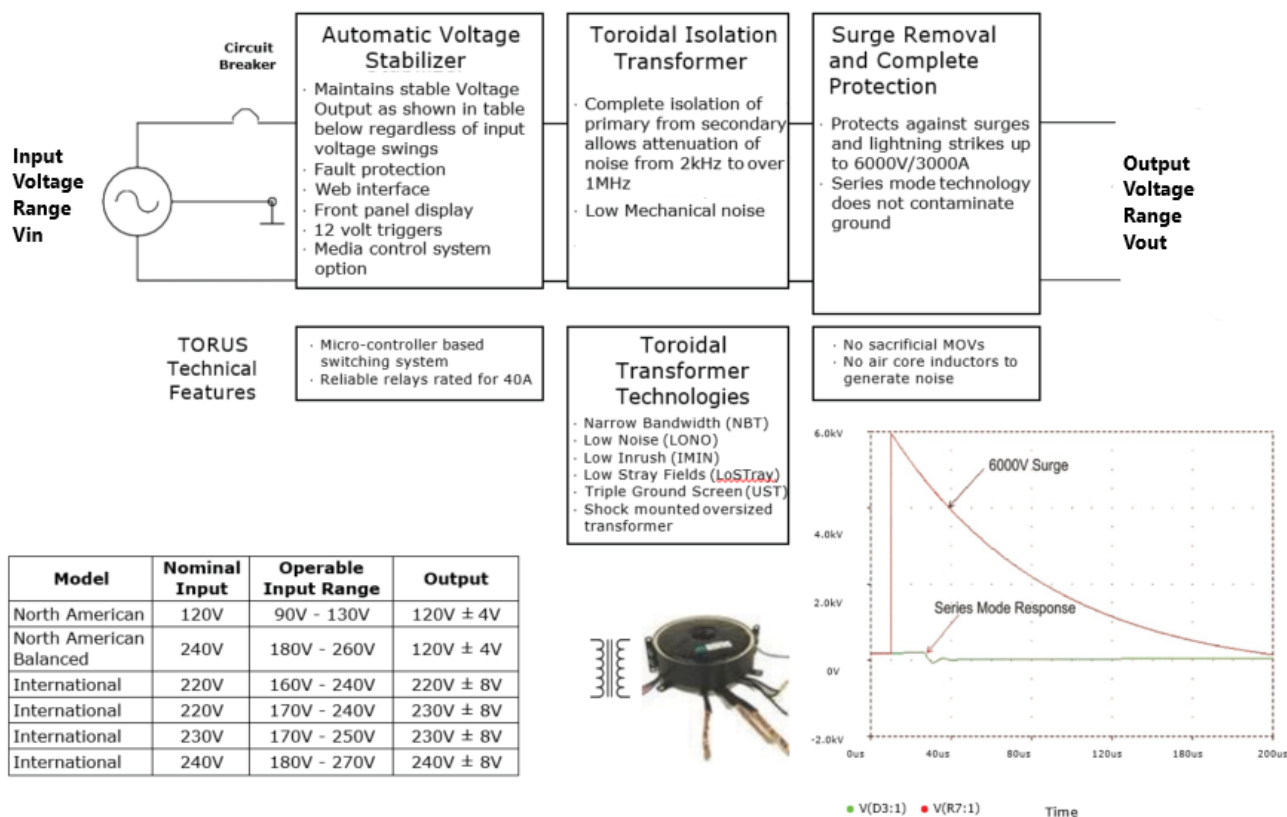 Circuit
Breaker
Input
Voltage
Range
Vin
Automatic Voltage
Stabilizer
· Maintains stable Voltage
Output as shown in table
below regardless of input
voltage swings
· Fault protection
· Web interface
· Front panel display
· 12 volt triggers
· Media control system
option
Toroidal Isolation
Transformer
· Complete isolation of
primary from secondary
allows attenuation of
noise from 2kHz to over
1MHz
· Low Mechanical noise
Surge Removal
and Complete
Protection
· Protects against surges
and lightning strikes up
to 6000V/3000A
· Series mode technology
does not contaminate
ground
Output
Voltage
Range
Vout
TORUS
Technical
Features
· Micro-controller based
switching system
· Reliable relays rated for 40A
Toroidal
Transformer
Technologies
· Narrow Bandwidth (NBT)
· Low Noise (LONO)
· Low Inrush (IMIN)
· Low Stray Fields (LoSTray)
· Triple Ground Screen (UST)
· Shock mounted oversized
transformer
· No sacrificial MOVs
· No air core inductors to
generate noise
Model Nominal Input Operable Input Range Output
North American 120V 90V - 130V 120V ± 4V
North American Balanced 240V 180V - 260V 120V ± 4V
International 220V 160V - 240V 220V ± 8V
International 220V 170V - 240V 230V ± 8V
International 230V 170V - 250V 230V ± 8V
International 240V 180V - 270V 240V ± 8V
6.0kV
6000V Surge
4.0kV
2.0kV
Series Mode Response
0V
-2.0kV
0us 40us 80us 120us 180us 200us
V(D3:1) V(R7:1) Time